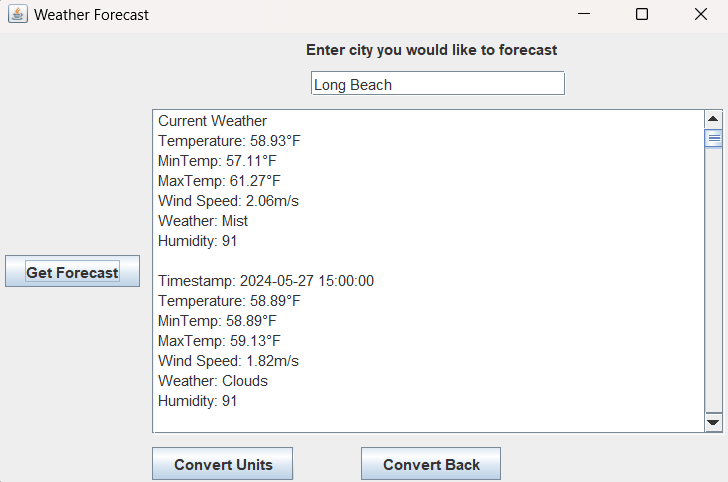 Weather Forecast
Enter city you would like to forecast
Long Beach
Current Weather
Temperature: 58.93°F
MinTemp: 57.11°F
MaxTemp: 61.27°F
Wind Speed: 2.06m/s
Weather: Mist
Humidity: 91
Get Forecast
Timestamp: 2024-05-27 15:00:00
Temperature: 58.89°F
MinTemp: 58.89°F
MaxTemp: 59.13°F
Wind Speed: 1.82m/s
Weather: Clouds
Humidity: 91
Convert Units
Convert Back